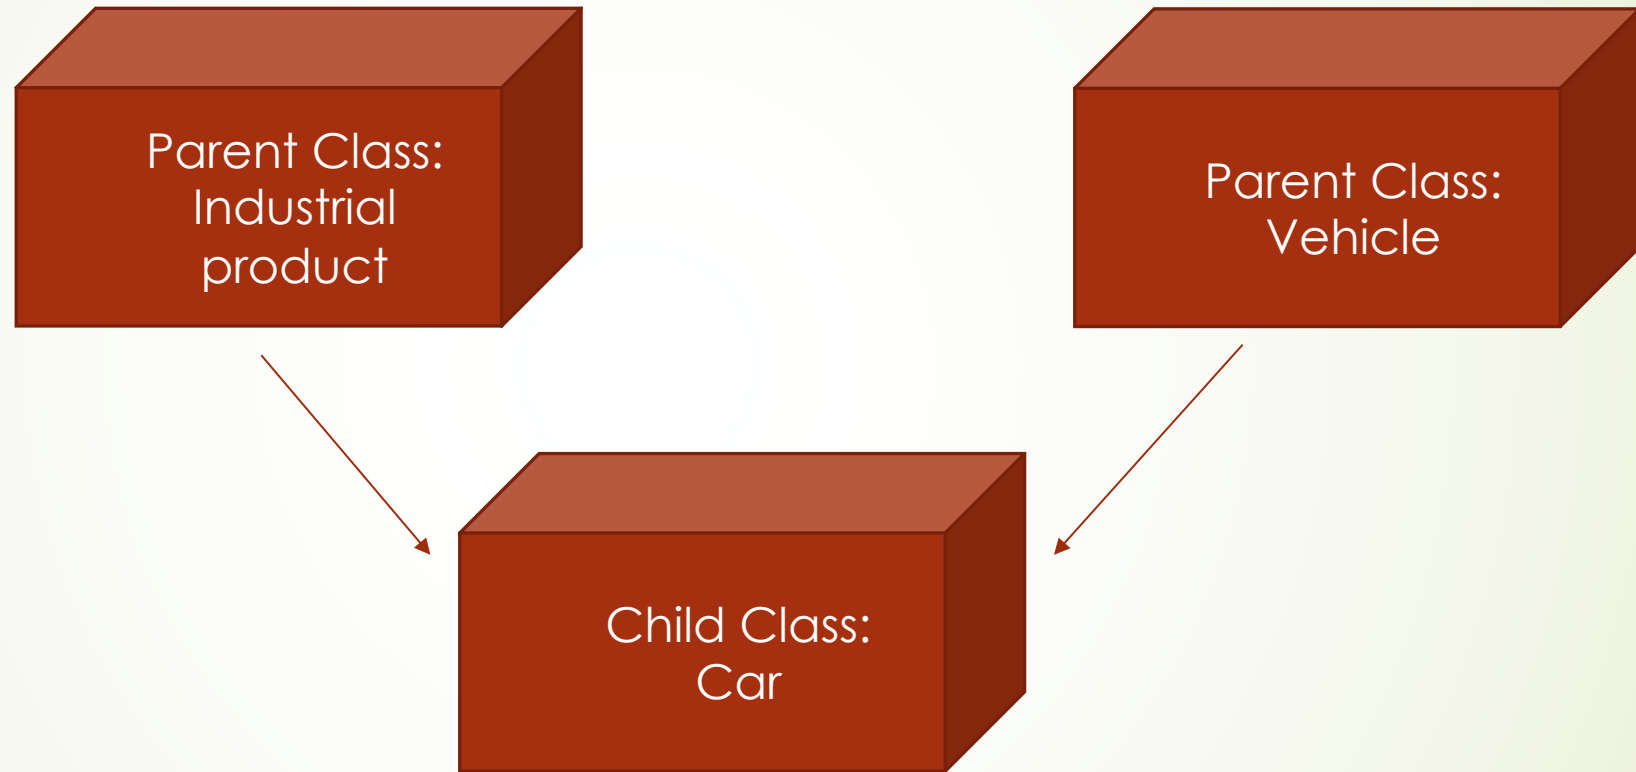 Parent Class:
Industrial
product
Parent Class:
Vehicle
Child Class:
Car